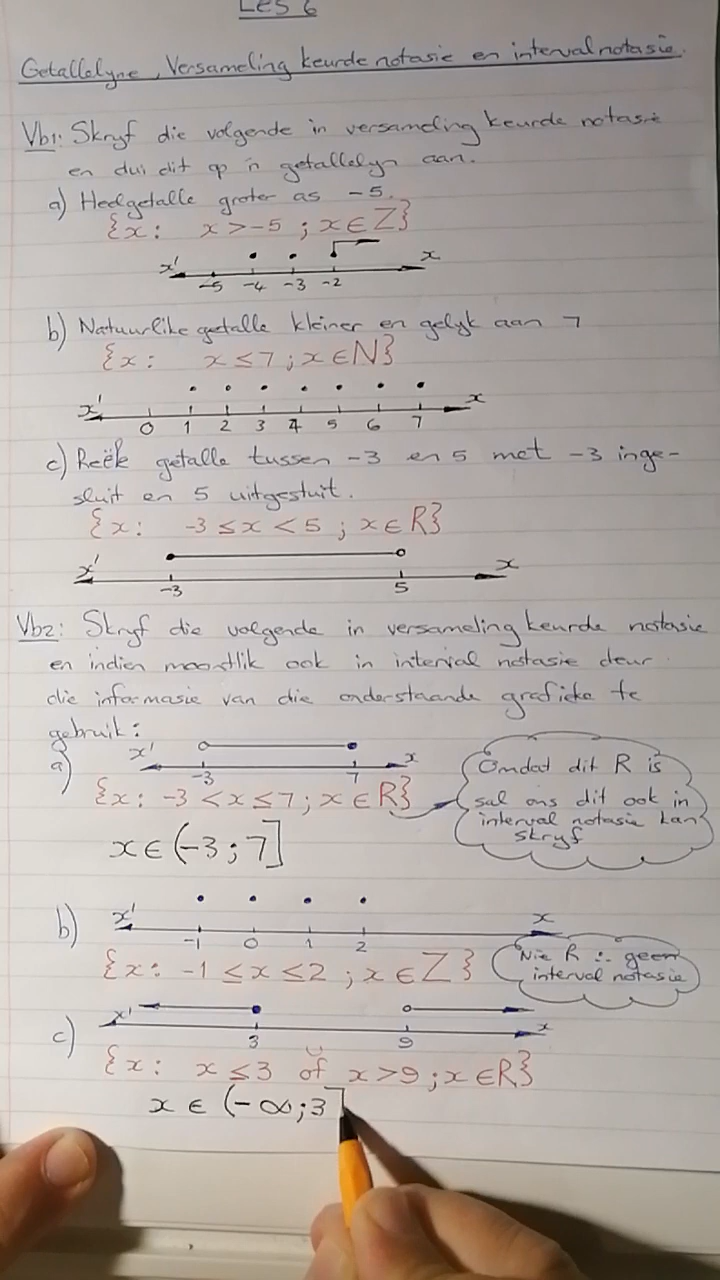 Les 6
Getallelyne, Versameling keurde notasie en interval notasie.
Vb1: Skryf die volgende in versameling keurde notasie
en dui dit op 'n getallelyn aan.
a) Heelgetalle groter as -5.
{x: x > -5 ; x ∈ Z}
x' x
-5 -4 -3 -2
b) Natuurlike getalle kleiner en gelyk aan 7
{x: x ≤ 7 ; x ∈ N}
x' x
0 1 2 3 4 5 6 7
c) Reële getalle tussen -3 en 5 met -3 inge-
sluit en 5 uitgesluit.
{x: -3 ≤ x < 5 ; x ∈ R}
x' x
-3 5
Vb2: Skryf die volgende in versameling keurde notasie
en indien moontlik ook in interval notasie deur
die informasie van die onderstaande grafieke te
gebruik:
a) x' x
-3 7
{x: -3 < x ≤ 7 ; x ∈ R}
Omdat dit R is
sal ons dit ook in
interval notasie kan
skryf
x ∈ (-3 ; 7]
b) x' x
-1 0 1 2
{x: -1 ≤ x ≤ 2 ; x ∈ Z}
Nie R ∴ geen
interval notasie
c) x' x
3 9
{x: x ≤ 3 of x > 9 ; x ∈ R}
x ∈ (-∞ ; 3]